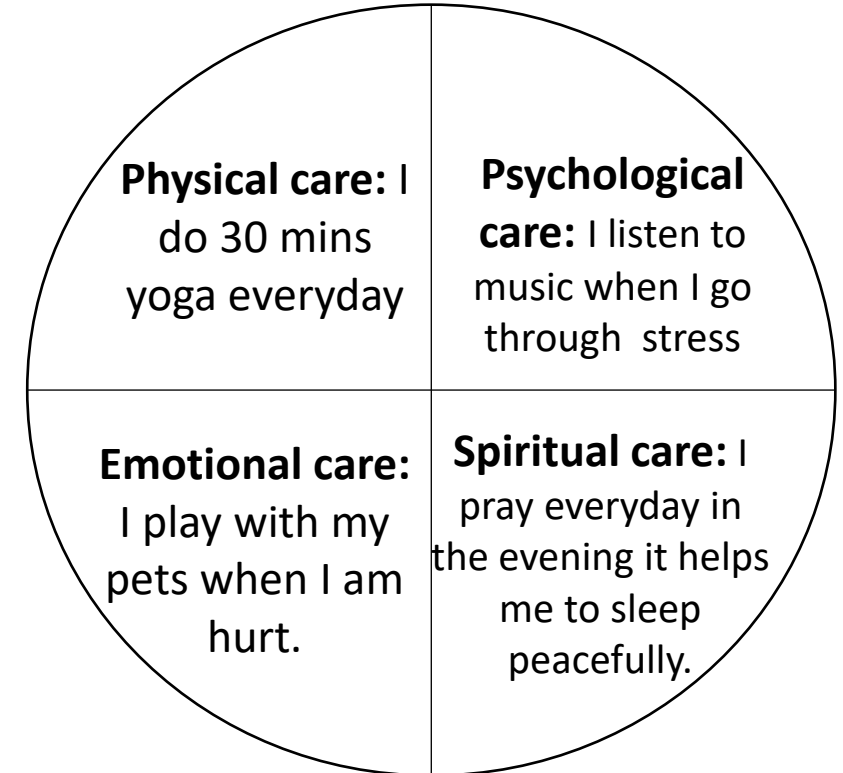 Physical care: I
do 30 mins
yoga everyday
Psychological
care: I listen to
music when I go
through  stress
Emotional care:
I play with my
pets when I am
hurt.
Spiritual care: I
pray everyday in
the evening it helps
me to sleep
peacefully.